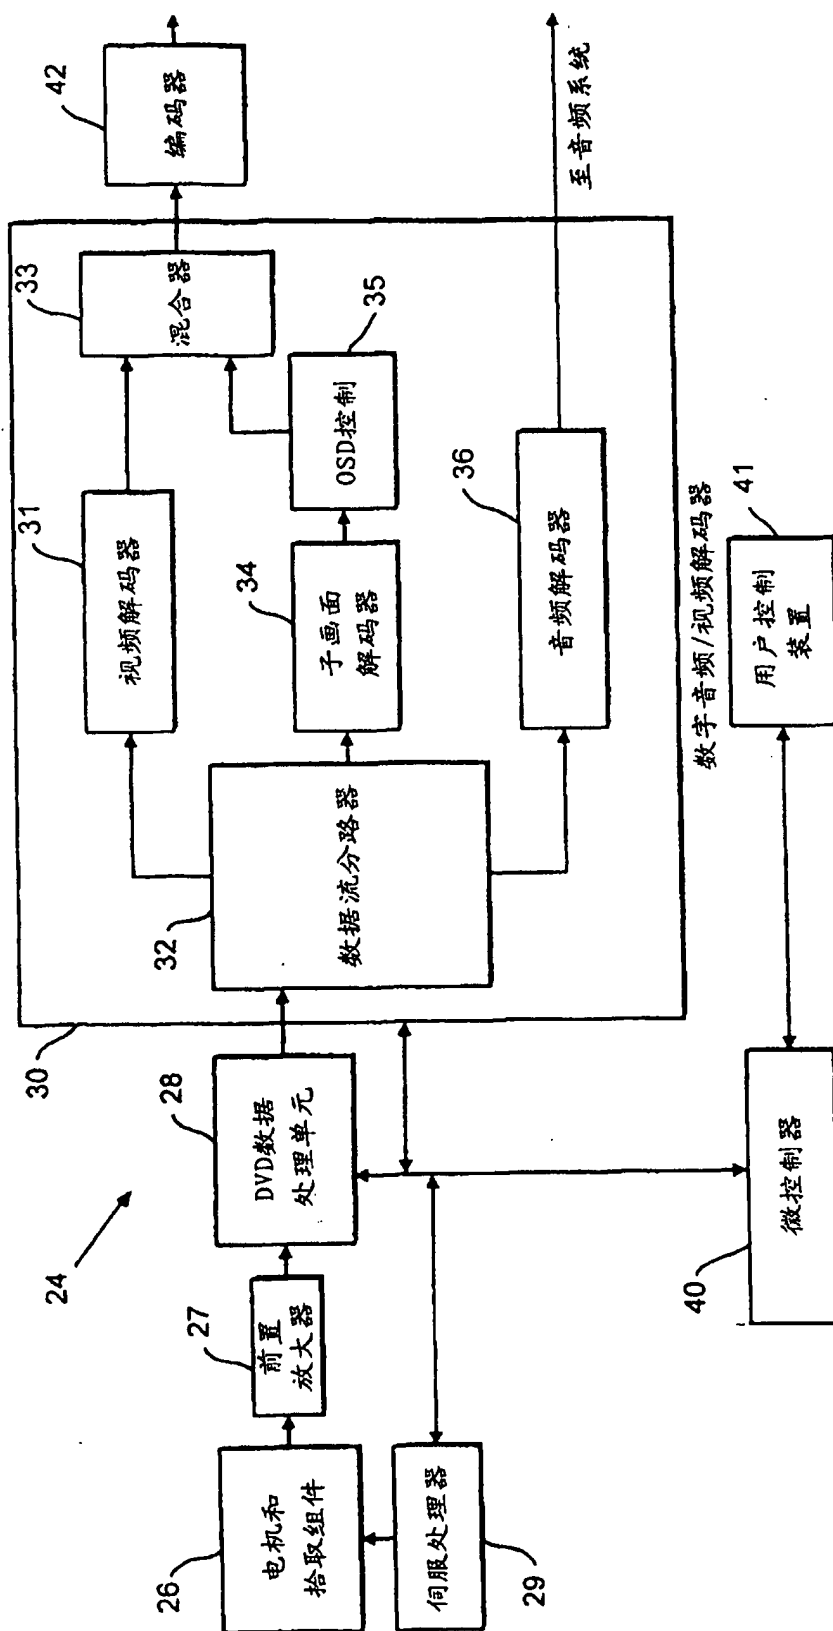 24
26
电机和
拾取组件
27
前置
放大器
28
DVD数据
处理单元
29
伺服处理器
30
32
数据流分路器
31
视频解码器
34
子画面
解码器
35
OSD控制
33
混合器
36
音频解码器
42
编码器
至音频系统
数字音频/视频解码器
40
微控制器
41
用户控制
装置